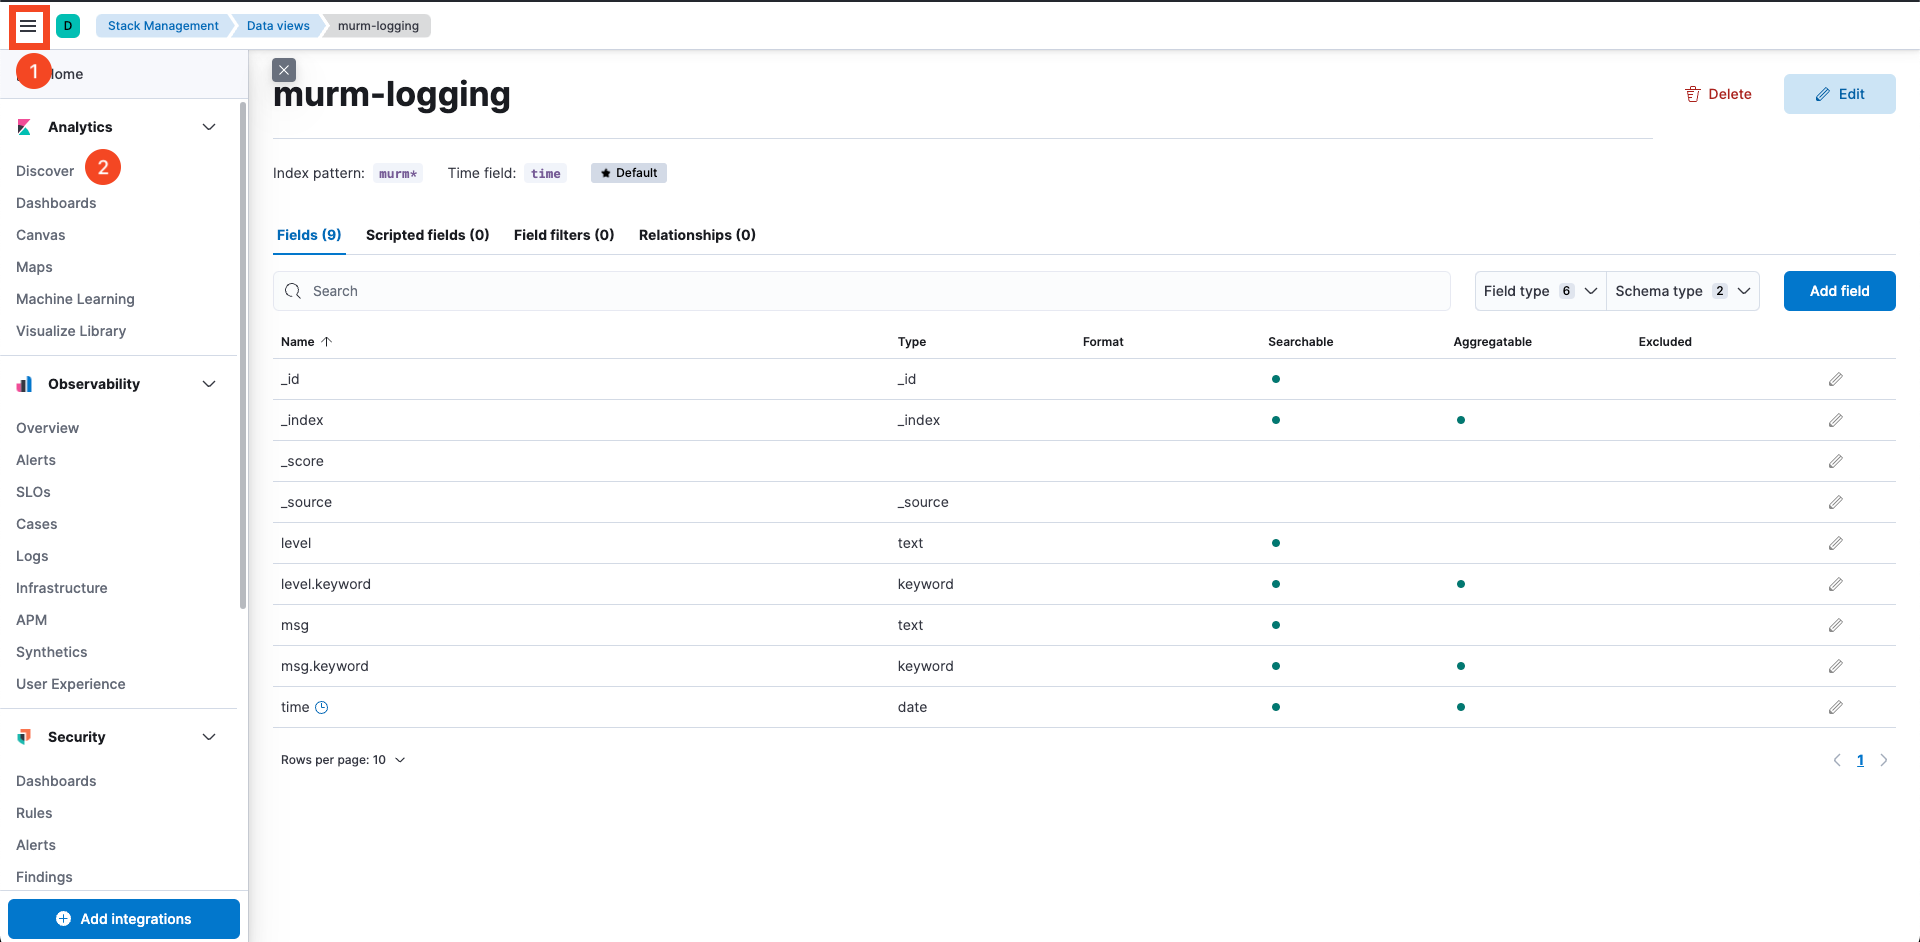 D Stack Management Data views murm-logging
1 ome
Analytics
Discover 2
Dashboards
Canvas
Maps
Machine Learning
Visualize Library
Observability
Overview
Alerts
SLOs
Cases
Logs
Infrastructure
APM
Synthetics
User Experience
Security
Dashboards
Rules
Alerts
Findings
Add integrations
murm-logging
Delete Edit
Index pattern: murm* Time field: time Default
Fields (9) Scripted fields (0) Field filters (0) Relationships (0)
Search Field type 6 Schema type 2 Add field
Name Type Format Searchable Aggregatable Excluded
_id _id
_index _index
_score
_source _source
level text
level.keyword keyword
msg text
msg.keyword keyword
time date
Rows per page: 10 1